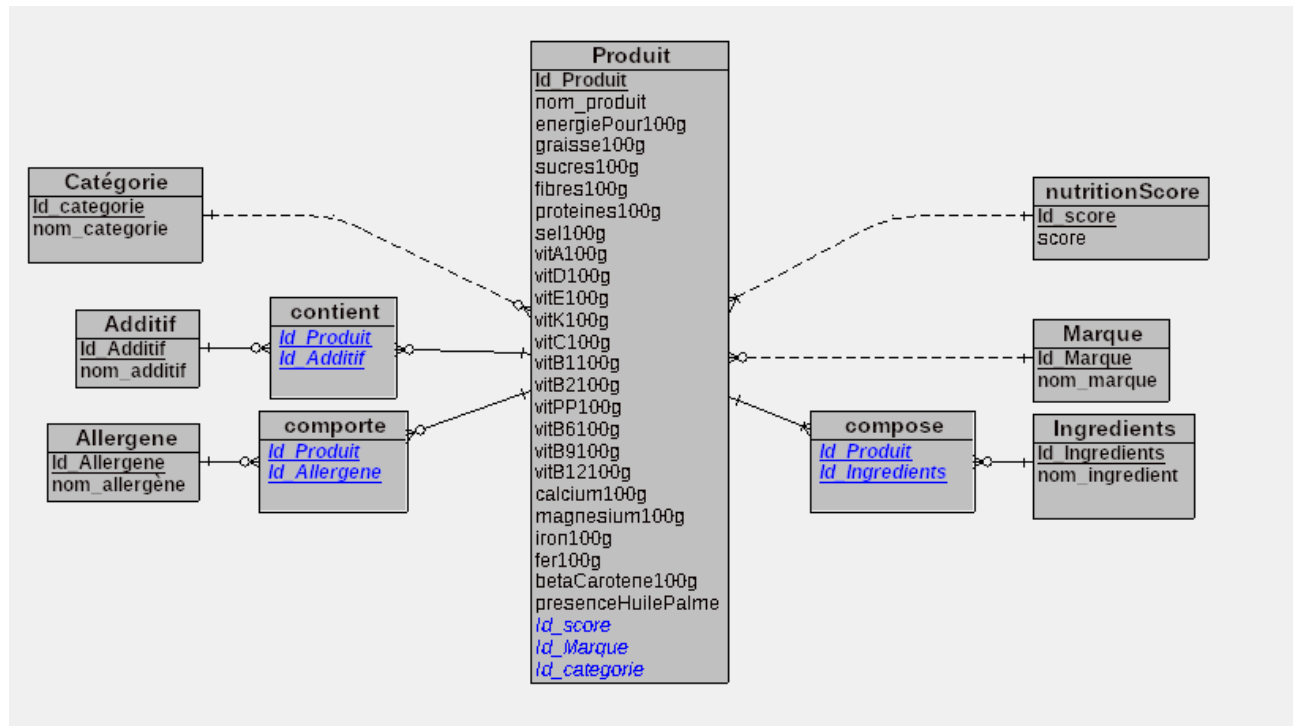 Produit
Id_Produit
nom_produit
energiePour100g
graisse100g
sucres100g
fibres100g
proteines100g
sel100g
vitA100g
vitD100g
vitE100g
vitK100g
vitC100g
vitB1100g
vitB2100g
vitPP100g
vitB6100g
vitB9100g
vitB12100g
calcium100g
magnesium100g
iron100g
fer100g
betaCarotene100g
presenceHuilePalme
Id_score
Id_Marque
Id_categorie
Catégorie
Id_categorie
nom_categorie
Additif
Id_Additif
nom_additif
contient
Id_Produit
Id_Additif
Allergene
Id_Allergene
nom_allergène
comporte
Id_Produit
Id_Allergene
nutritionScore
Id_score
score
Marque
Id_Marque
nom_marque
compose
Id_Produit
Id_Ingredients
Ingredients
Id_Ingredients
nom_ingredient